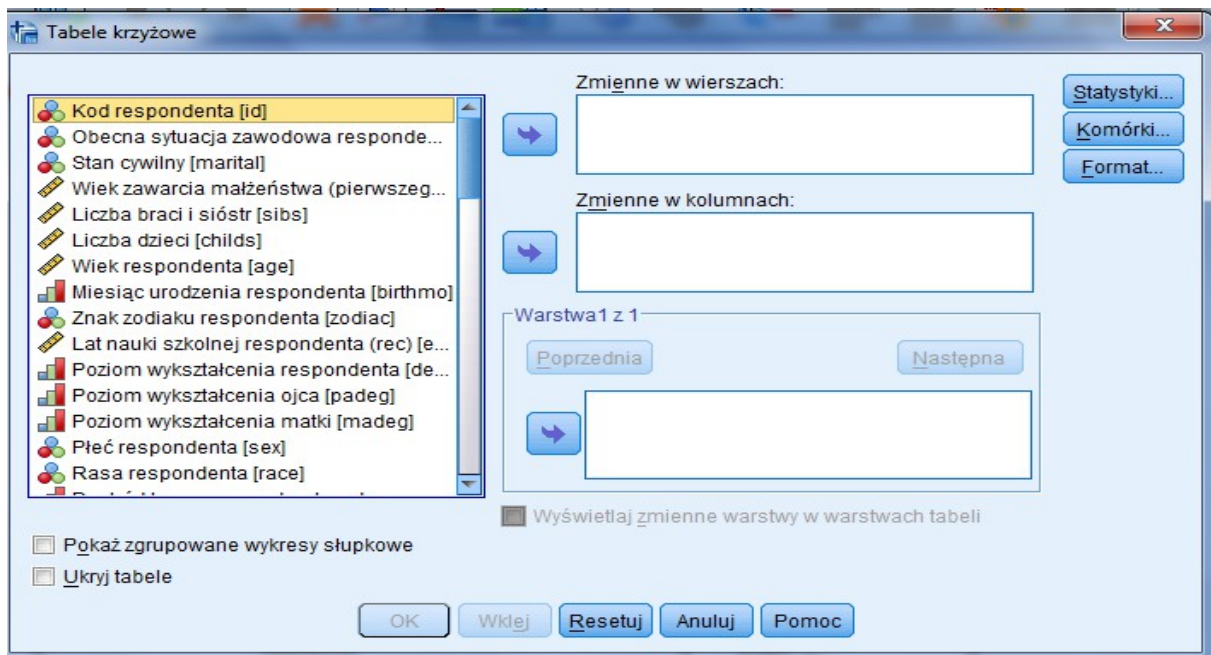 Tabele krzyżowe
Kod respondenta [id]
Obecna sytuacja zawodowa responde...
Stan cywilny [marital]
Wiek zawarcia małżeństwa (pierwszeg...
Liczba braci i sióstr [sibs]
Liczba dzieci [childs]
Wiek respondenta [age]
Miesiąc urodzenia respondenta [birthmo]
Znak zodiaku respondenta [zodiac]
Lat nauki szkolnej respondenta (rec) [e...
Poziom wykształcenia respondenta [de...
Poziom wykształcenia ojca [padeg]
Poziom wykształcenia matki [madeg]
Płeć respondenta [sex]
Rasa respondenta [race]
Zmienne w wierszach:
Zmienne w kolumnach:
Warstwa1 z 1
Poprzednia
Następna
Wyświetlaj zmienne warstwy w warstwach tabeli
Statystyki...
Komórki...
Format...
Pokaż zgrupowane wykresy słupkowe
Ukryj tabele
OK
Wklej
Resetuj
Anuluj
Pomoc